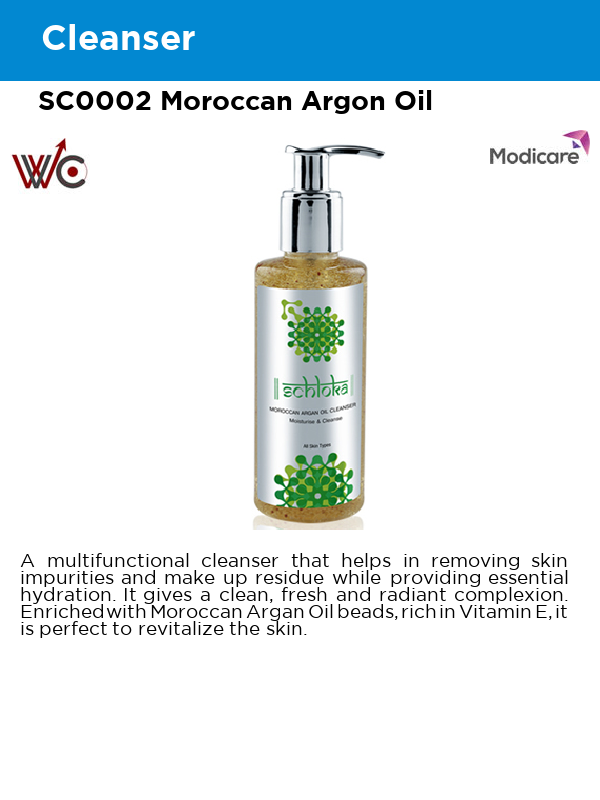 Cleanser
SC0002 Moroccan Argon Oil
WC
Modicare
schloka
MOROCCAN ARGAN OIL CLEANSER
Moisturise & Cleanse
All Skin Types
A multifunctional cleanser that helps in removing skin
impurities and make up residue while providing essential
hydration. It gives a clean, fresh and radiant complexion.
Enriched with Moroccan Argan Oil beads, rich in Vitamin E, it
is perfect to revitalize the skin.